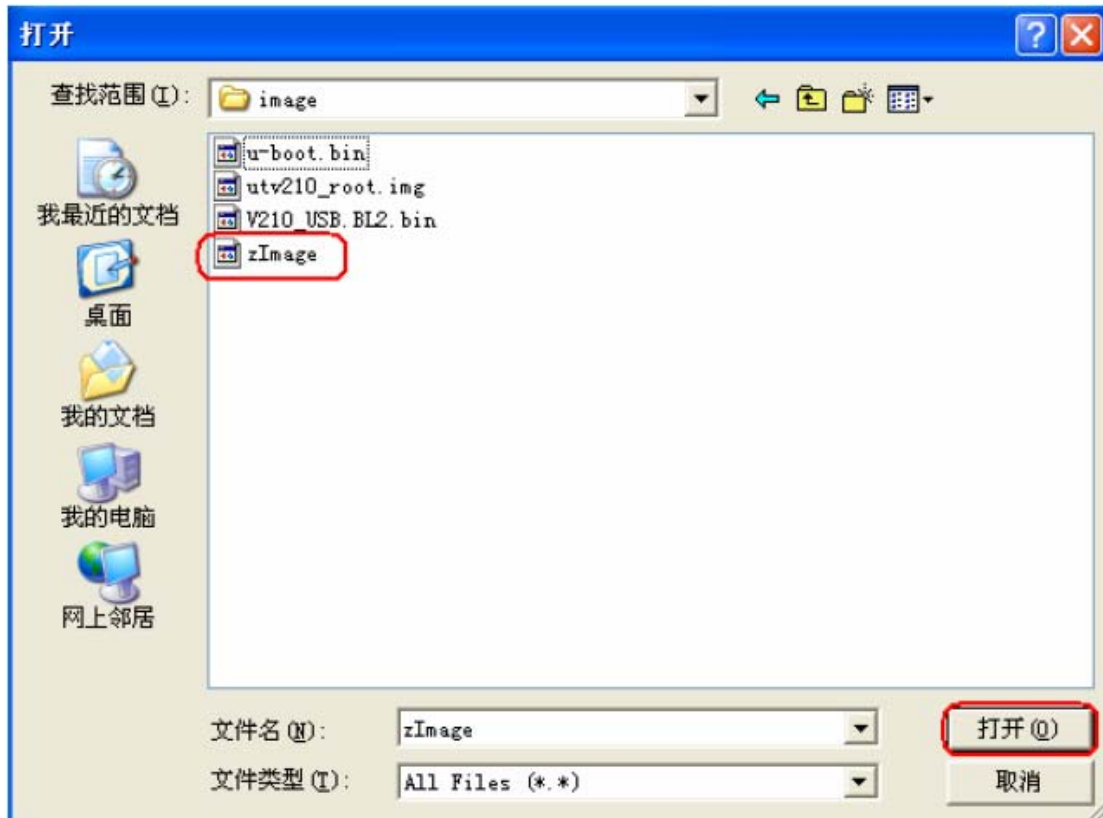 打开
查找范围(I):
image
u-boot.bin
utv210_root.img
V210_USB.BL2.bin
zImage
我最近的文档
桌面
我的文档
我的电脑
网上邻居
文件名(N):
zImage
打开(O)
文件类型(T):
All Files (*.*)
取消